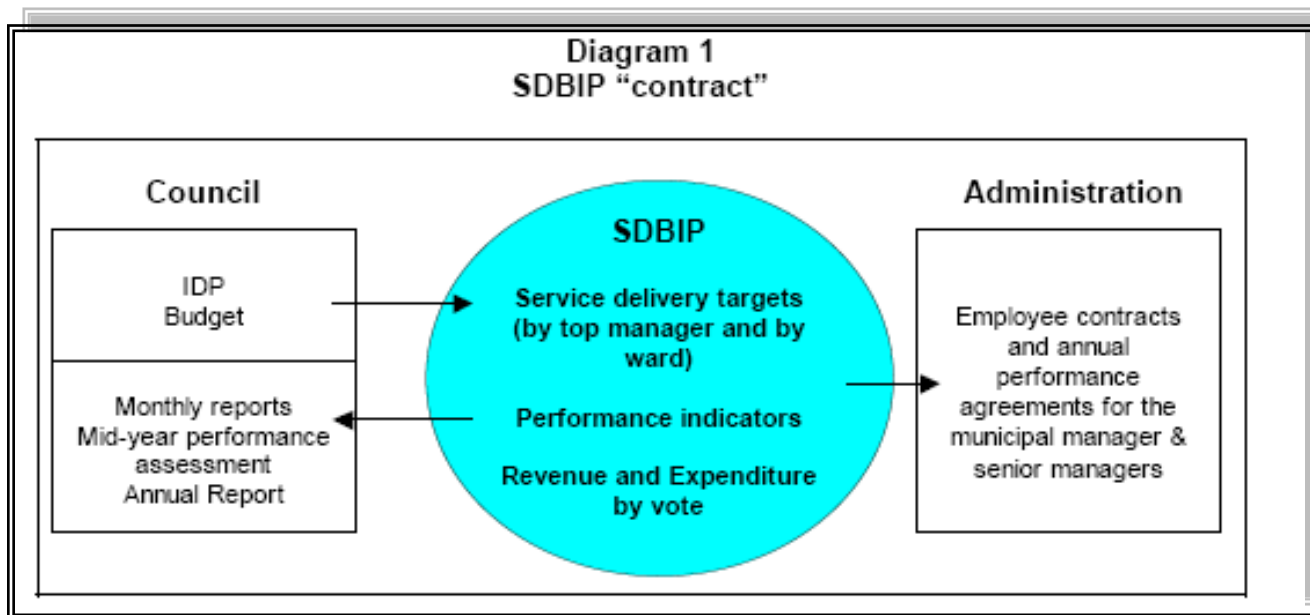 Diagram 1
SDBIP “contract”
Council
IDP
Budget
Monthly reports
Mid-year performance
assessment
Annual Report
SDBIP
Service delivery targets
(by top manager and by
ward)
Performance indicators
Revenue and Expenditure
by vote
Administration
Employee contracts
and annual
performance
agreements for the
municipal manager &
senior managers